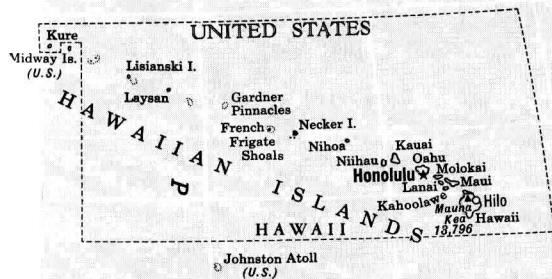 UNITED STATES
Kure
Midway Is.
(U.S.)
Lisianski I.
Laysan
Gardner
Pinnacles
French
Frigate
Shoals
Necker I.
Nihoa
Kauai
Niihau
Oahu
Honolulu
Molokai
Lanai
Maui
Kahoolawe
Mauna
Kea
13,796
Hilo
Hawaii
HAWAIIAN ISLANDS
P
HAWAII
Johnston Atoll
(U.S.)